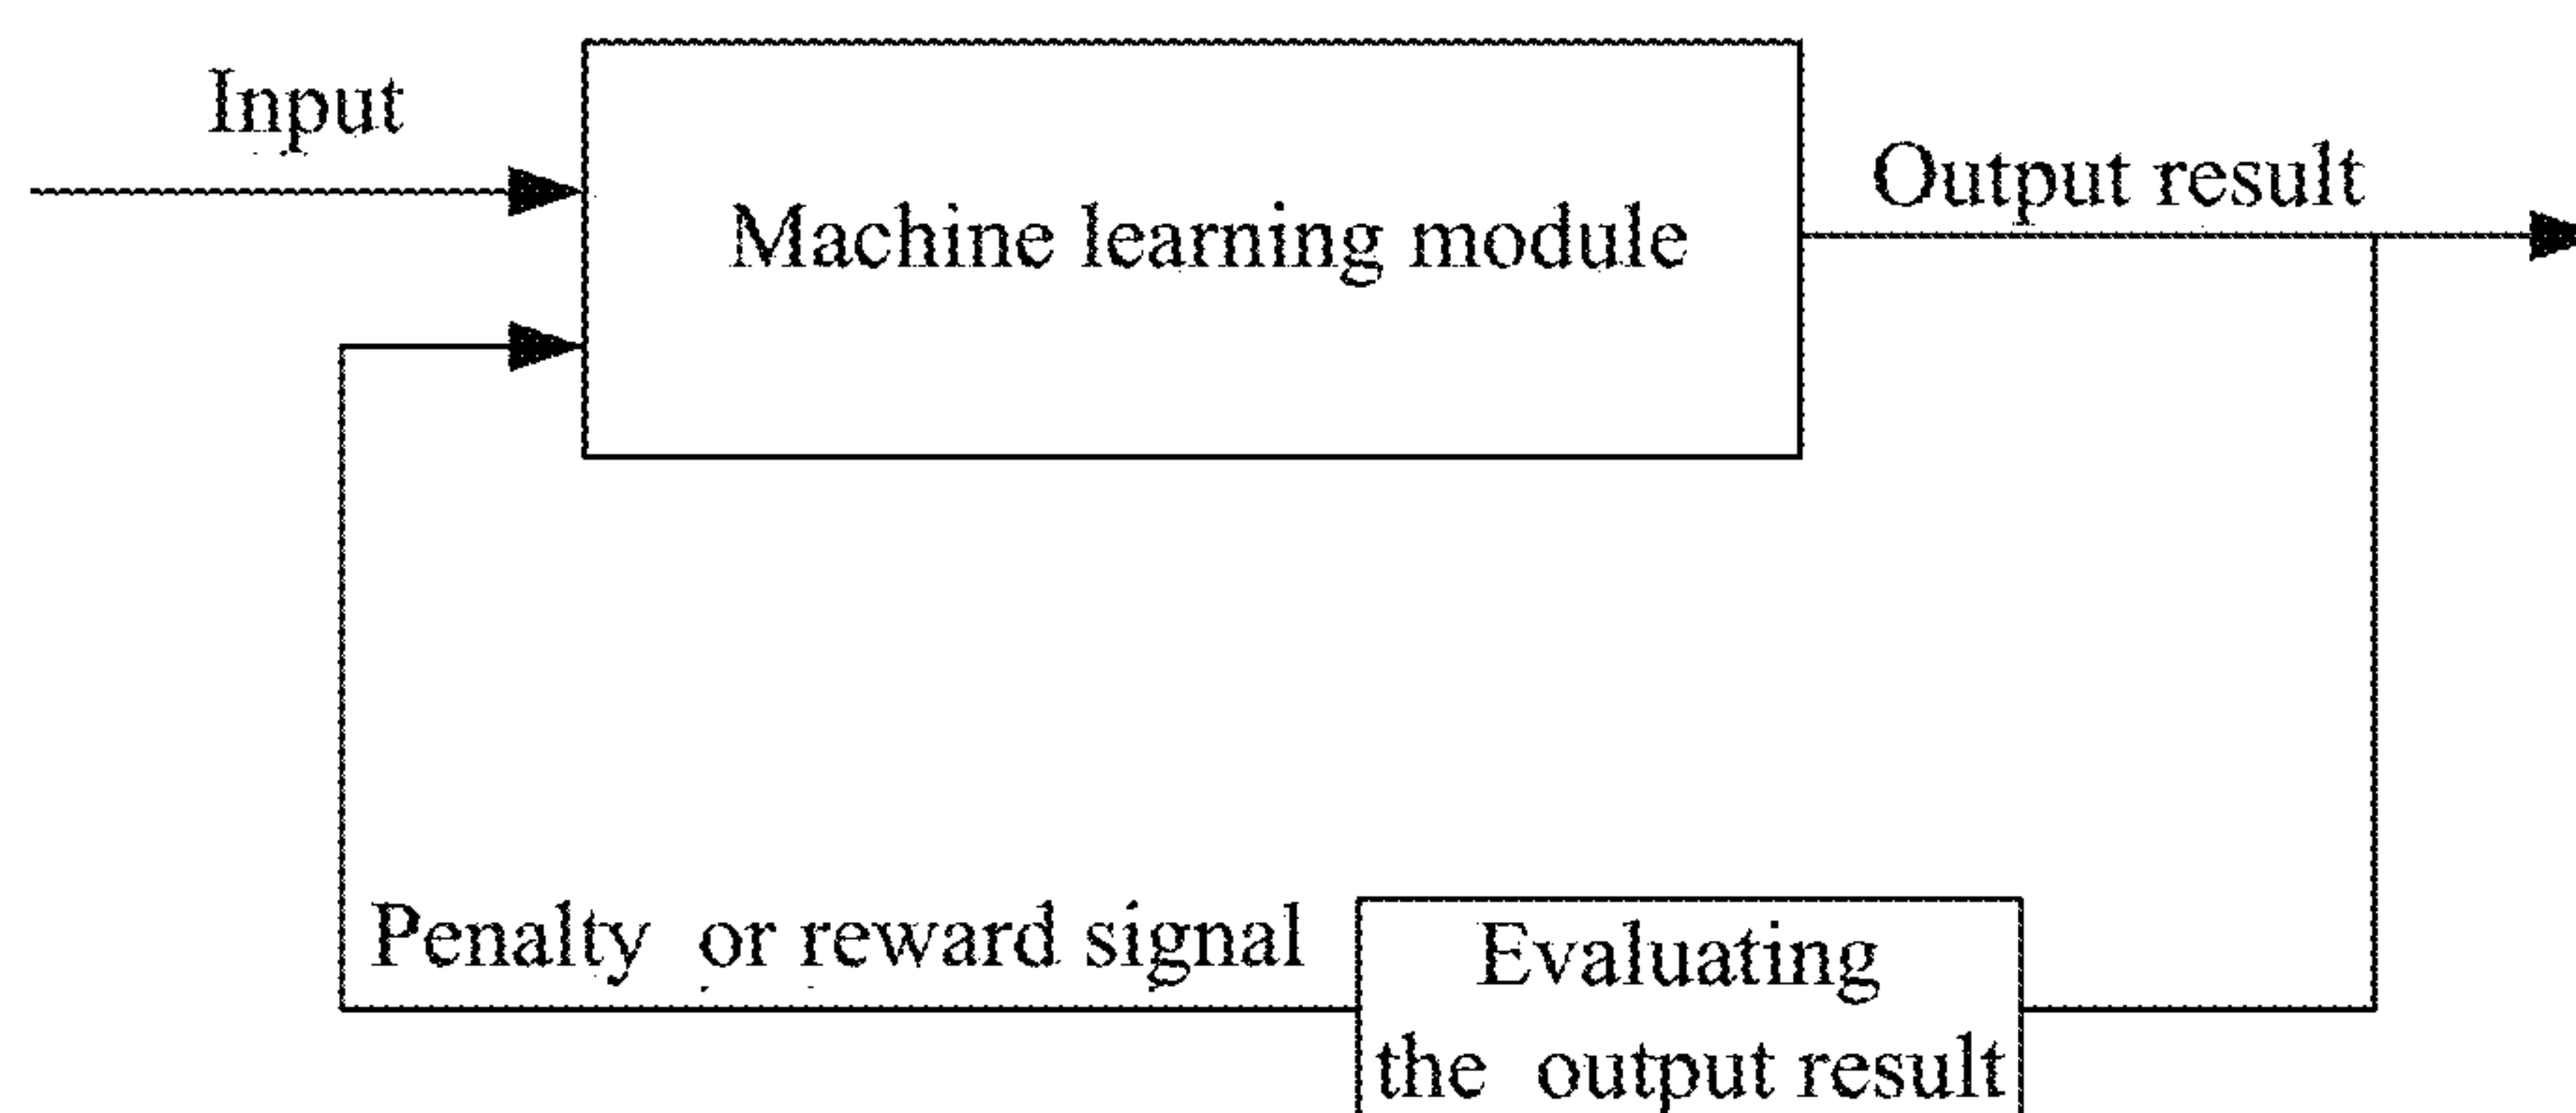 Input
Machine learning module
Output result
Penalty or reward signal
Evaluating
the output result